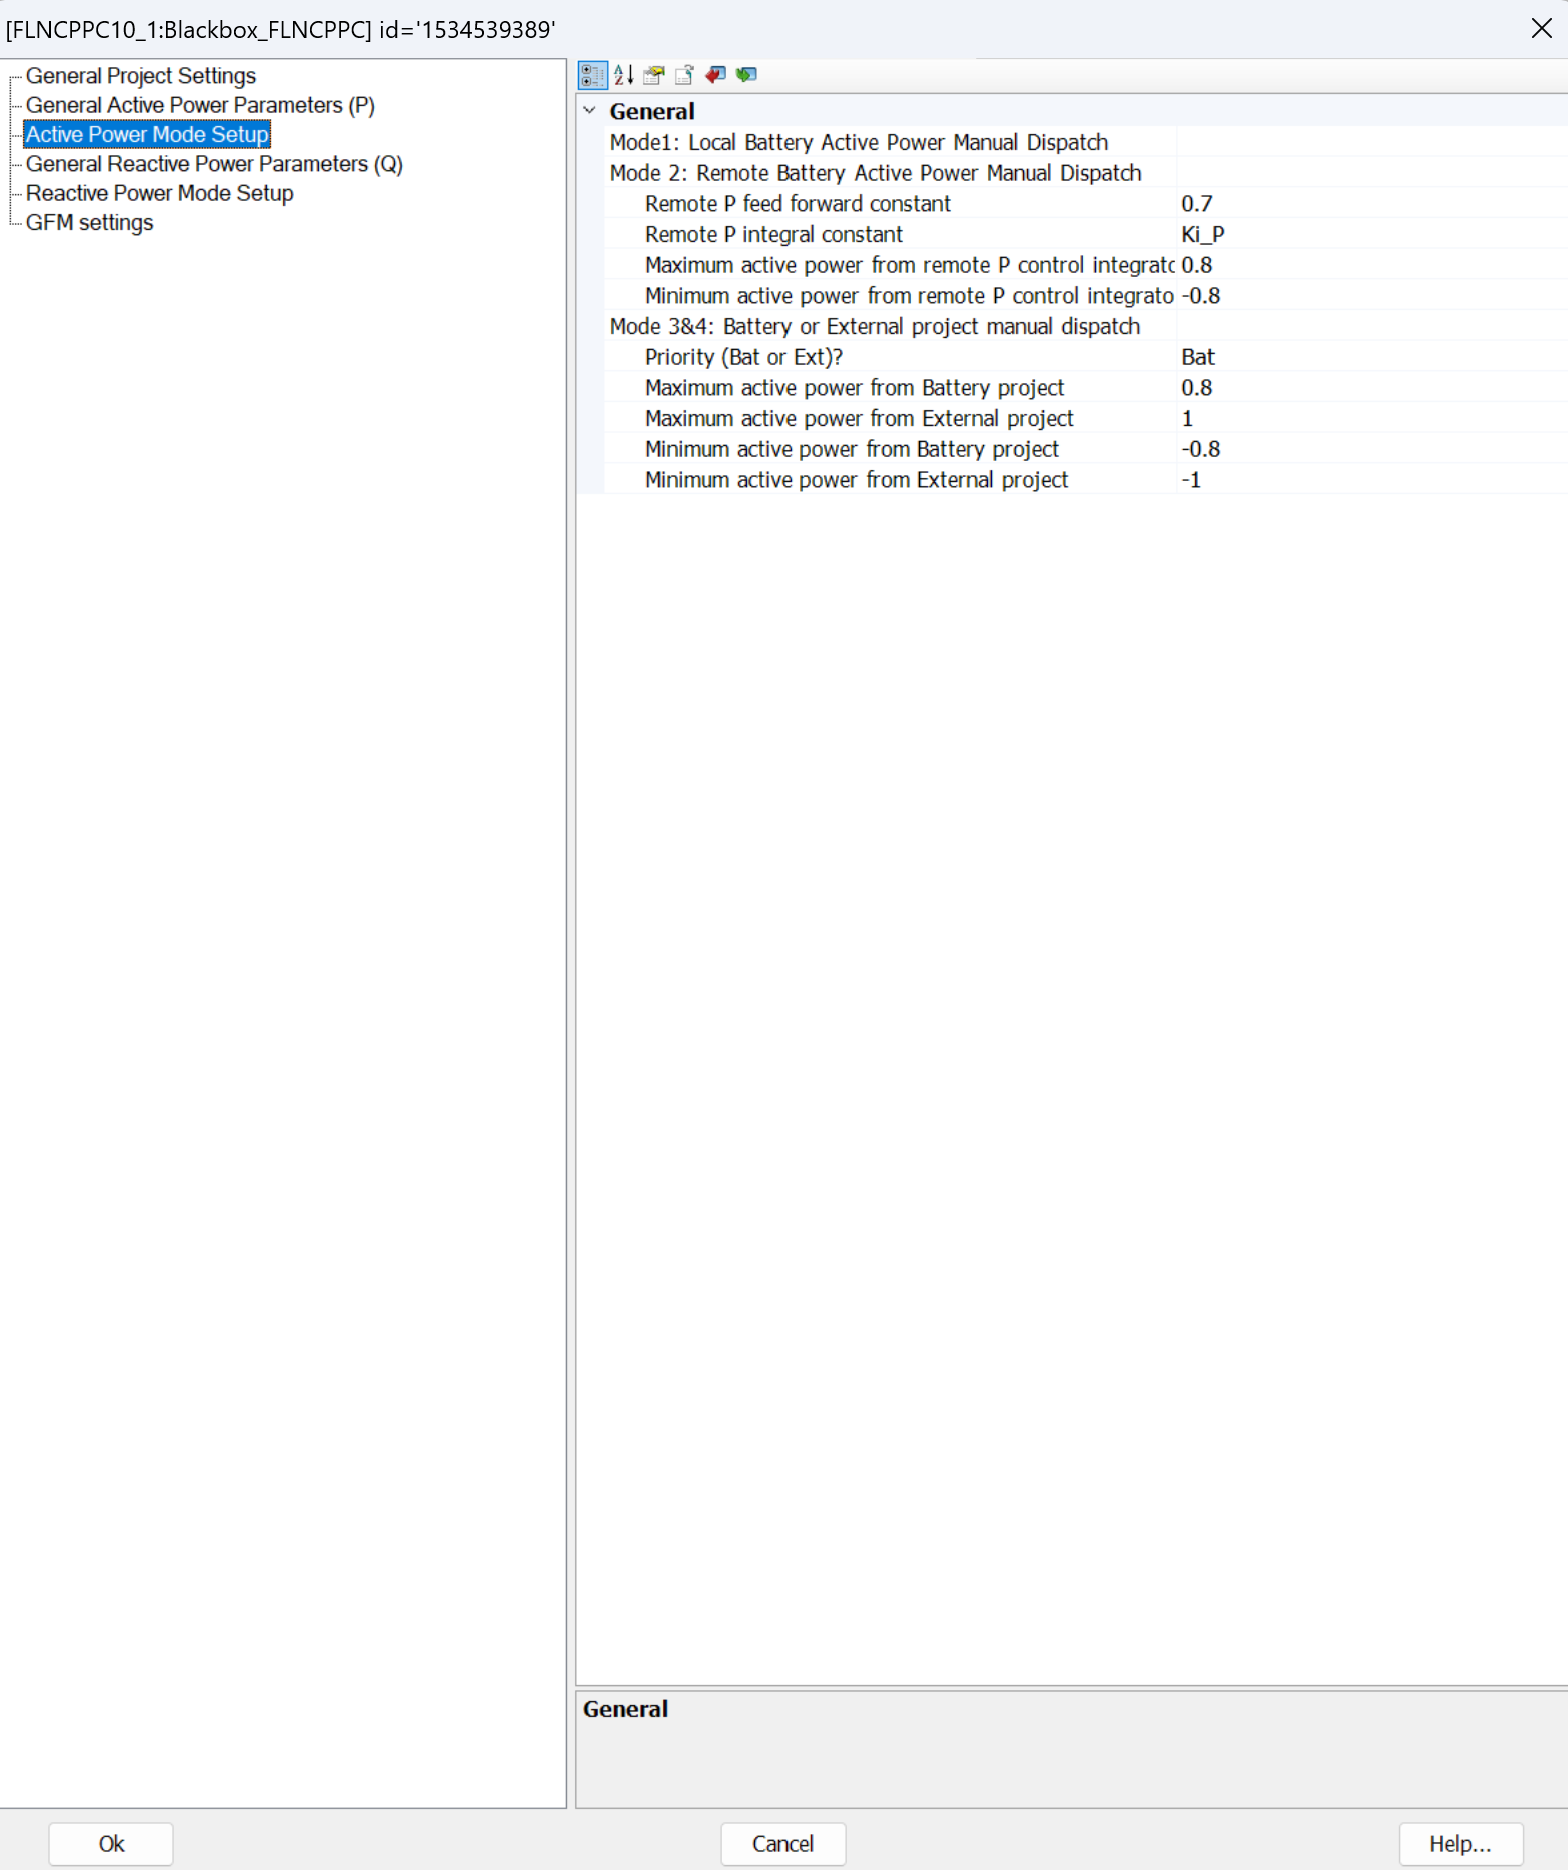 [FLNCPPC10_1:Blackbox_FLNCPPC] id='1534539389'
General Project Settings
General Active Power Parameters (P)
Active Power Mode Setup
General Reactive Power Parameters (Q)
Reactive Power Mode Setup
GFM settings
General
Mode1: Local Battery Active Power Manual Dispatch
Mode 2: Remote Battery Active Power Manual Dispatch
Remote P feed forward constant 0.7
Remote P integral constant Ki_P
Maximum active power from remote P control integratc 0.8
Minimum active power from remote P control integrato -0.8
Mode 3&4: Battery or External project manual dispatch
Priority (Bat or Ext)? Bat
Maximum active power from Battery project 0.8
Maximum active power from External project 1
Minimum active power from Battery project -0.8
Minimum active power from External project -1
General
Ok
Cancel
Help...